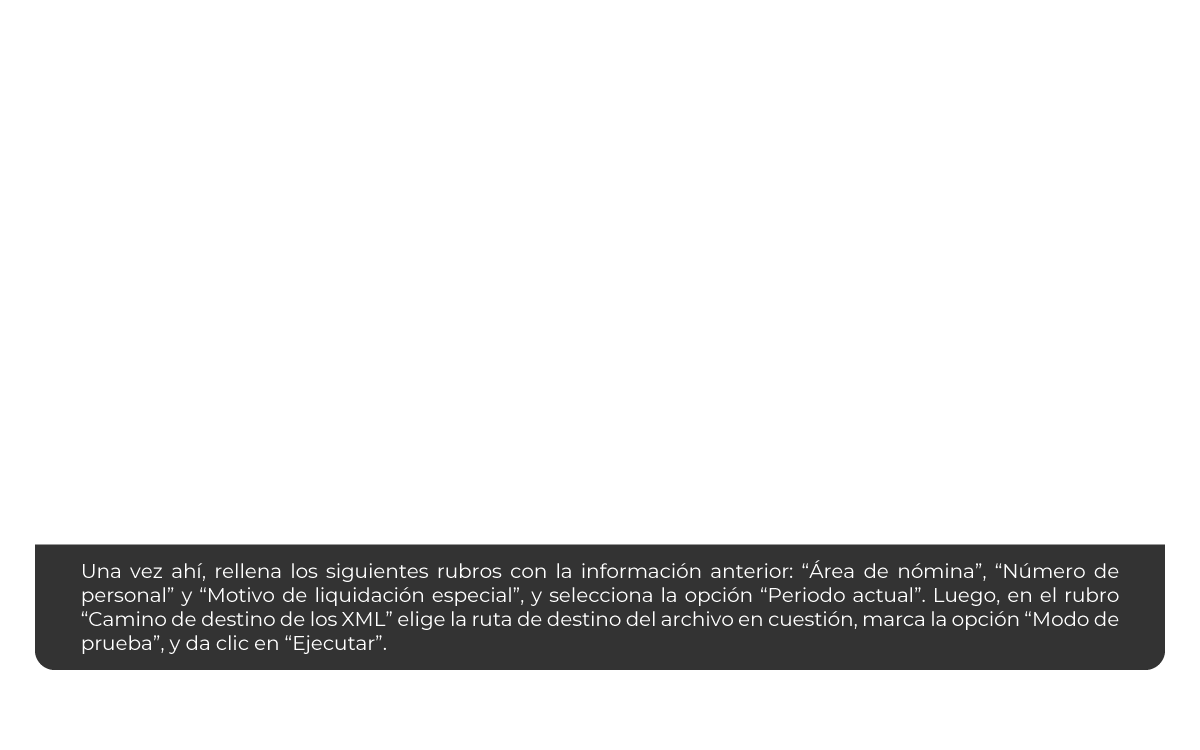 Una vez ahí, rellena los siguientes rubros con la información anterior: “Área de nómina”, “Número de
personal” y “Motivo de liquidación especial”, y selecciona la opción “Periodo actual”. Luego, en el rubro
“Camino de destino de los XML” elige la ruta de destino del archivo en cuestión, marca la opción “Modo de
prueba”, y da clic en “Ejecutar”.